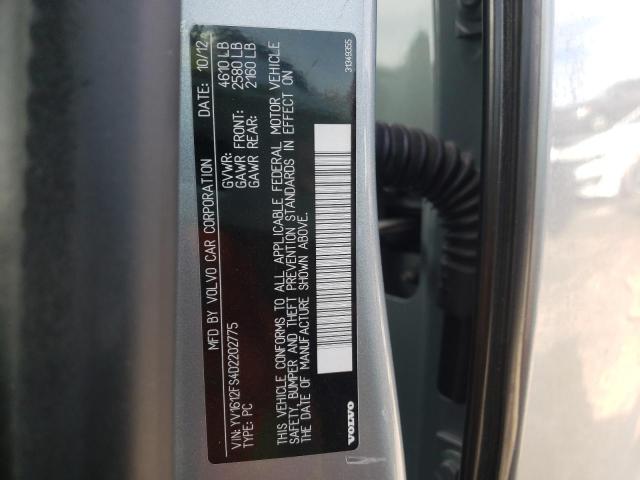 MFD BY VOLVO CAR CORPORATION DATE: 10/12
VIN: YV1612FS4D2202775 GVWR: 4610 LB
TYPE: PC GAWR FRONT: 2580 LB
GAWR REAR: 2160 LB
THIS VEHICLE CONFORMS TO ALL APPLICABLE FEDERAL MOTOR VEHICLE
SAFETY, BUMPER AND THEFT PREVENTION STANDARDS IN EFFECT ON
THE DATE OF MANUFACTURE SHOWN ABOVE.
VOLVO 31349355